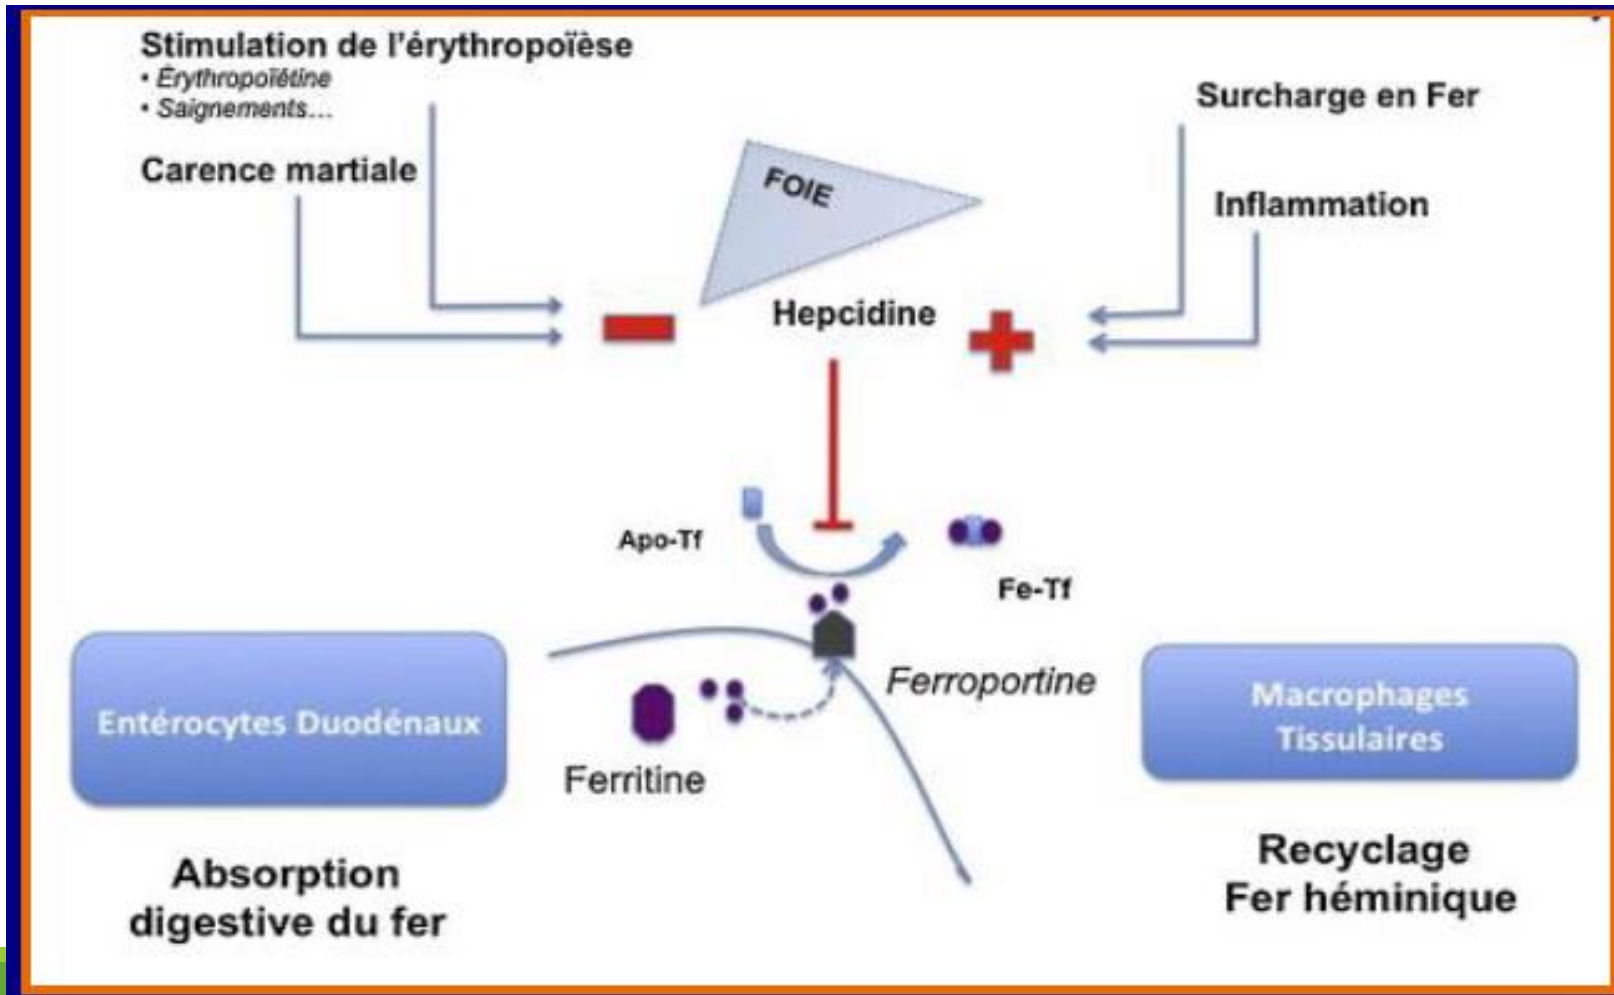 Stimulation de l'érythropoïèse
• Érythropoïétine
• Saignements...
Carence martiale
Surcharge en Fer
Inflammation
FOIE
Hepcidine
Apo-Tf
Fe-Tf
Ferroportine
Ferritine
Entérocytes Duodénaux
Absorption
digestive du fer
Macrophages
Tissulaires
Recyclage
Fer héminique